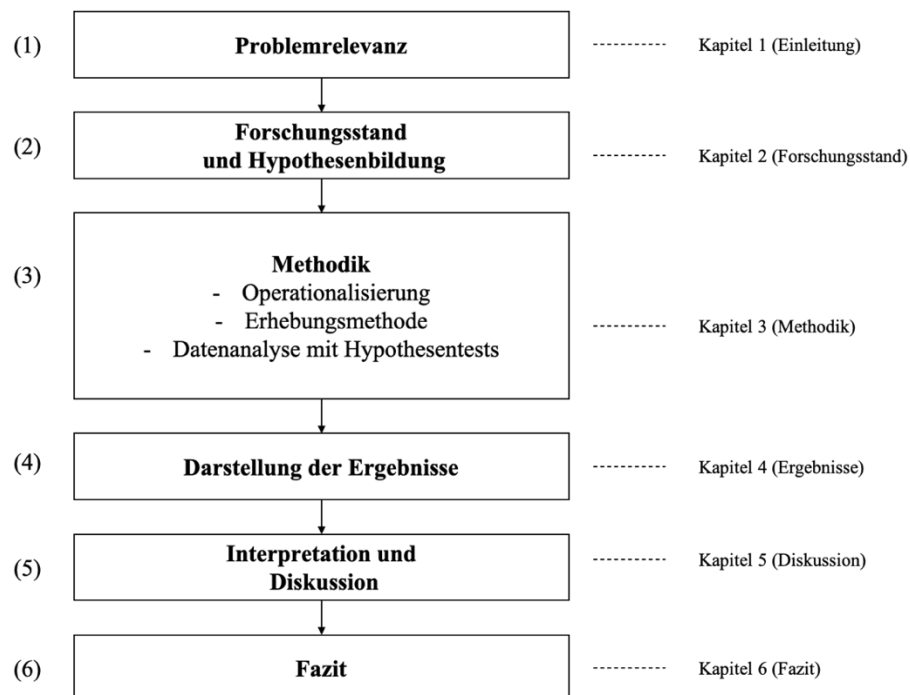 (1)
Problemrelevanz
Kapitel 1 (Einleitung)
(2)
Forschungsstand
und Hypothesenbildung
Kapitel 2 (Forschungsstand)
(3)
Methodik
- Operationalisierung
- Erhebungsmethode
- Datenanalyse mit Hypothesentests
Kapitel 3 (Methodik)
(4)
Darstellung der Ergebnisse
Kapitel 4 (Ergebnisse)
(5)
Interpretation und
Diskussion
Kapitel 5 (Diskussion)
(6)
Fazit
Kapitel 6 (Fazit)